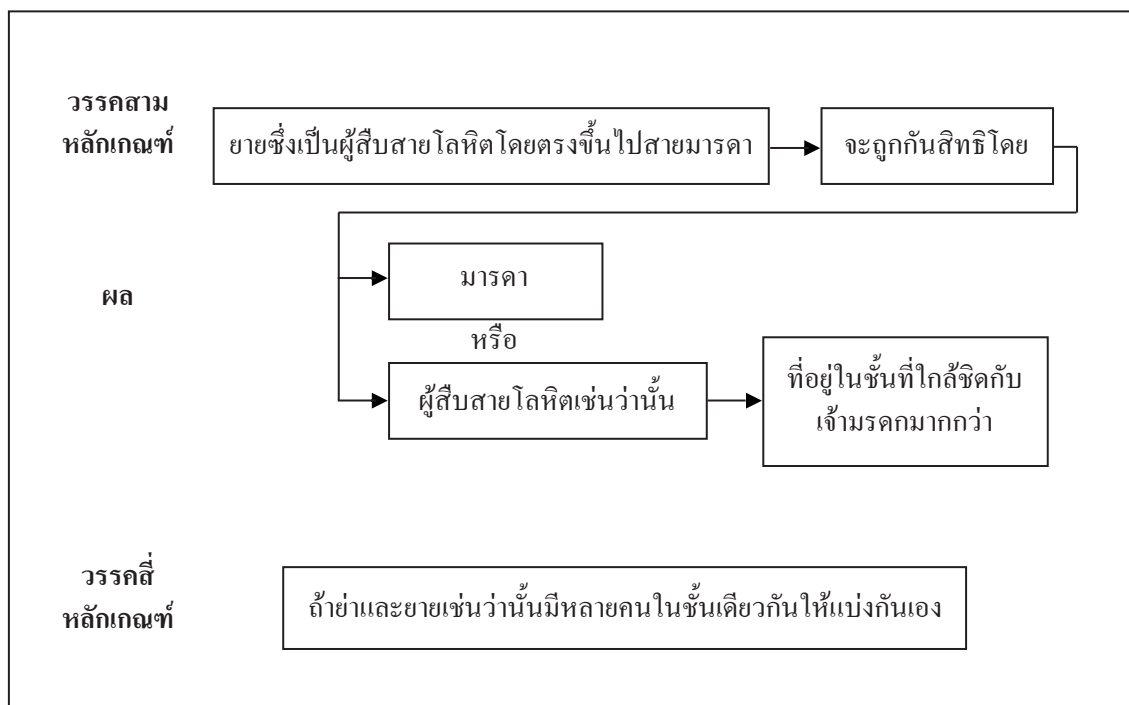 วรรคสาม
หลักเกณฑ์
ยายซึ่งเป็นผู้สืบสายโลหิตโดยตรงขึ้นไปสายมารดา
จะถูกกันสิทธิโดย
ผล
มารดา
หรือ
ผู้สืบสายโลหิตเช่นว่านั้น
ที่อยู่ในชั้นที่ใกล้ชิดกับ
เจ้ามรดกมากกว่า
วรรคสี่
หลักเกณฑ์
ถ้าย่าและยายเช่นว่านั้นมีหลายคนในชั้นเดียวกันให้แบ่งกันเอง